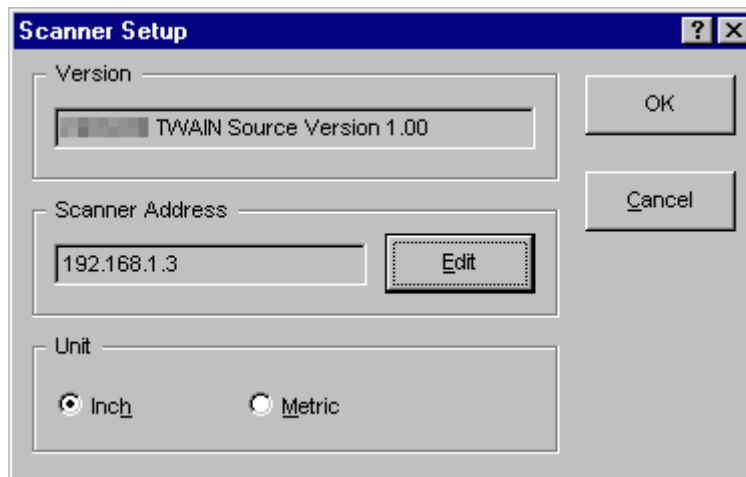 Scanner Setup
Version
TWAIN Source Version 1.00
OK
Scanner Address
Cancel
192.168.1.3
Edit
Unit
Inch
Metric